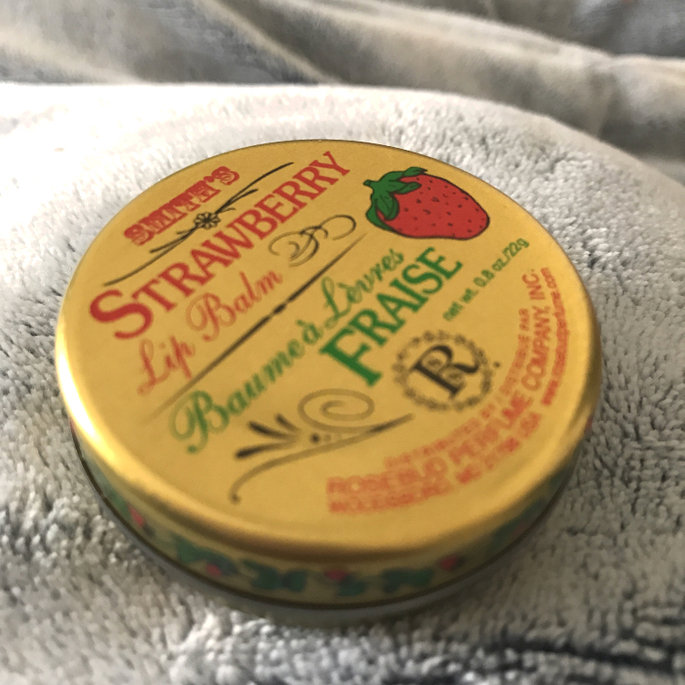 SMITH'S
STRAWBERRY
Lip Balm
Baume à Lèvres
FRAISE
net wt. 0.8 oz./22g
R
DISTRIBUTED BY / DISTRIBUÉ PAR
ROSEBUD PERFUME COMPANY, INC.
WOODSBORO, MD 21798 USA